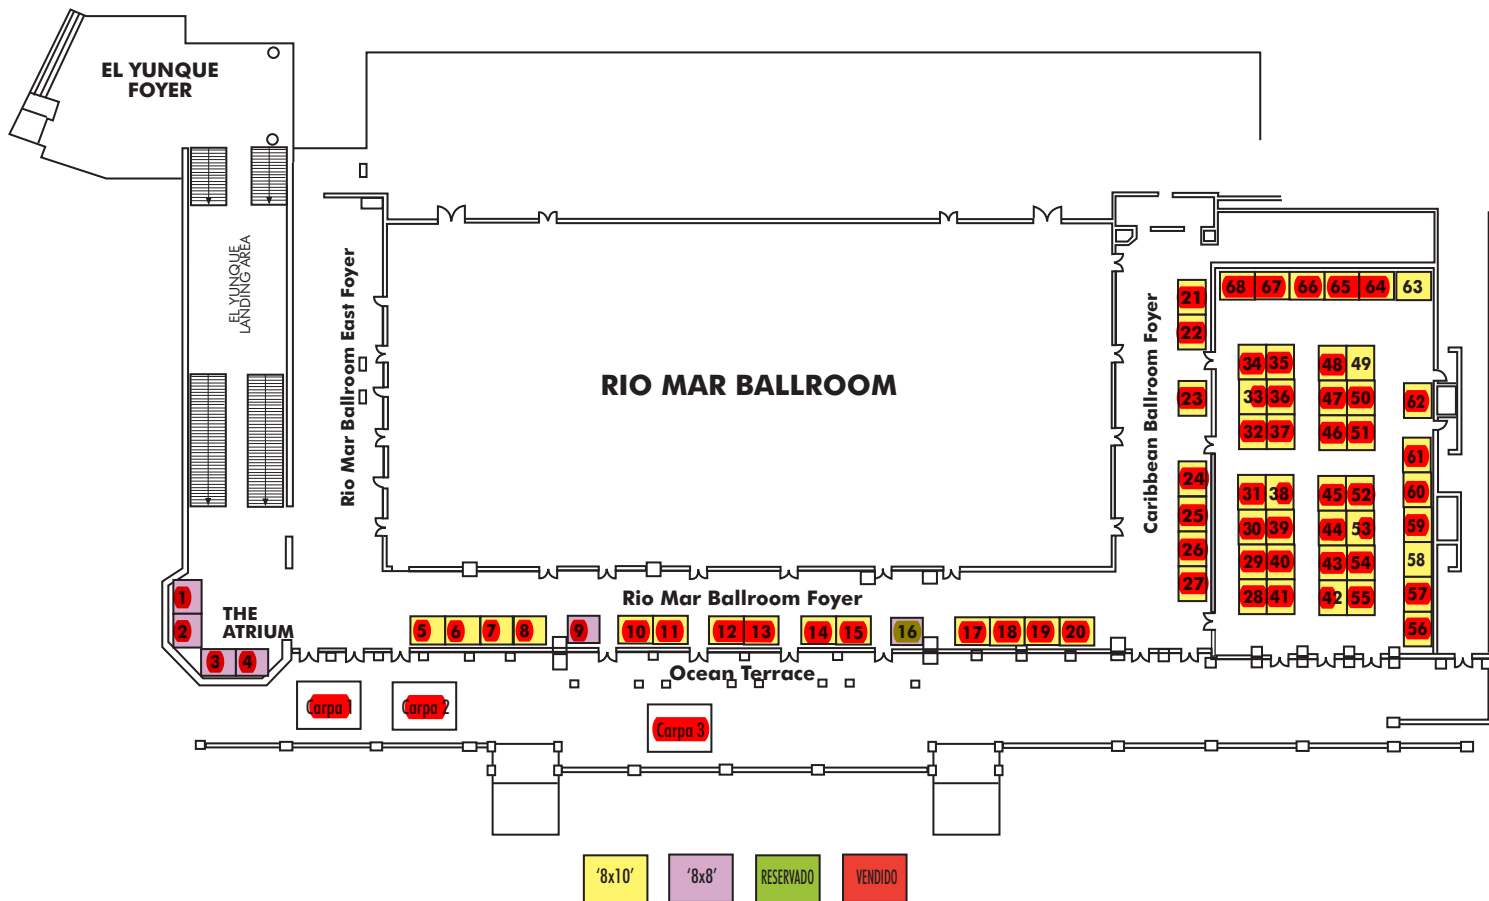 EL YUNQUE
FOYER
EL YUNQUE
LANDING AREA
Rio Mar Ballroom East Foyer
RIO MAR BALLROOM
Caribbean Ballroom Foyer
21
22
23
24
25
26
27
68 67 66 65 64 63
34 35 48 49
33 36 47 50
32 37 46 51
62
61
31 38 45 52 60
30 39 44 53 59
29 40 43 54 58
28 41 42 55 57
56
1
2
3 4
THE
ATRIUM
Rio Mar Ballroom Foyer
5 6 7 8 9 10 11 12 13 14 15 16 17 18 19 20
Ocean Terrace
Carpa 1
Carpa 2
Carpa 3
'8x10'
'8x8'
RESERVADO
VENDIDO